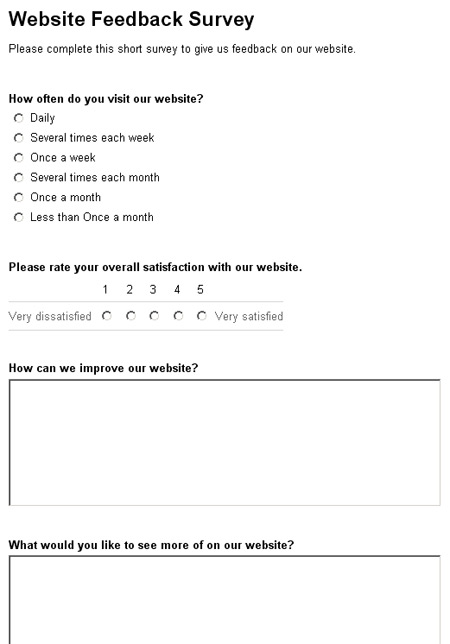 Website Feedback Survey
Please complete this short survey to give us feedback on our website.
How often do you visit our website?
Daily
Several times each week
Once a week
Several times each month
Once a month
Less than Once a month
Please rate your overall satisfaction with our website.
1 2 3 4 5
Very dissatisfied Very satisfied
How can we improve our website?
What would you like to see more of on our website?